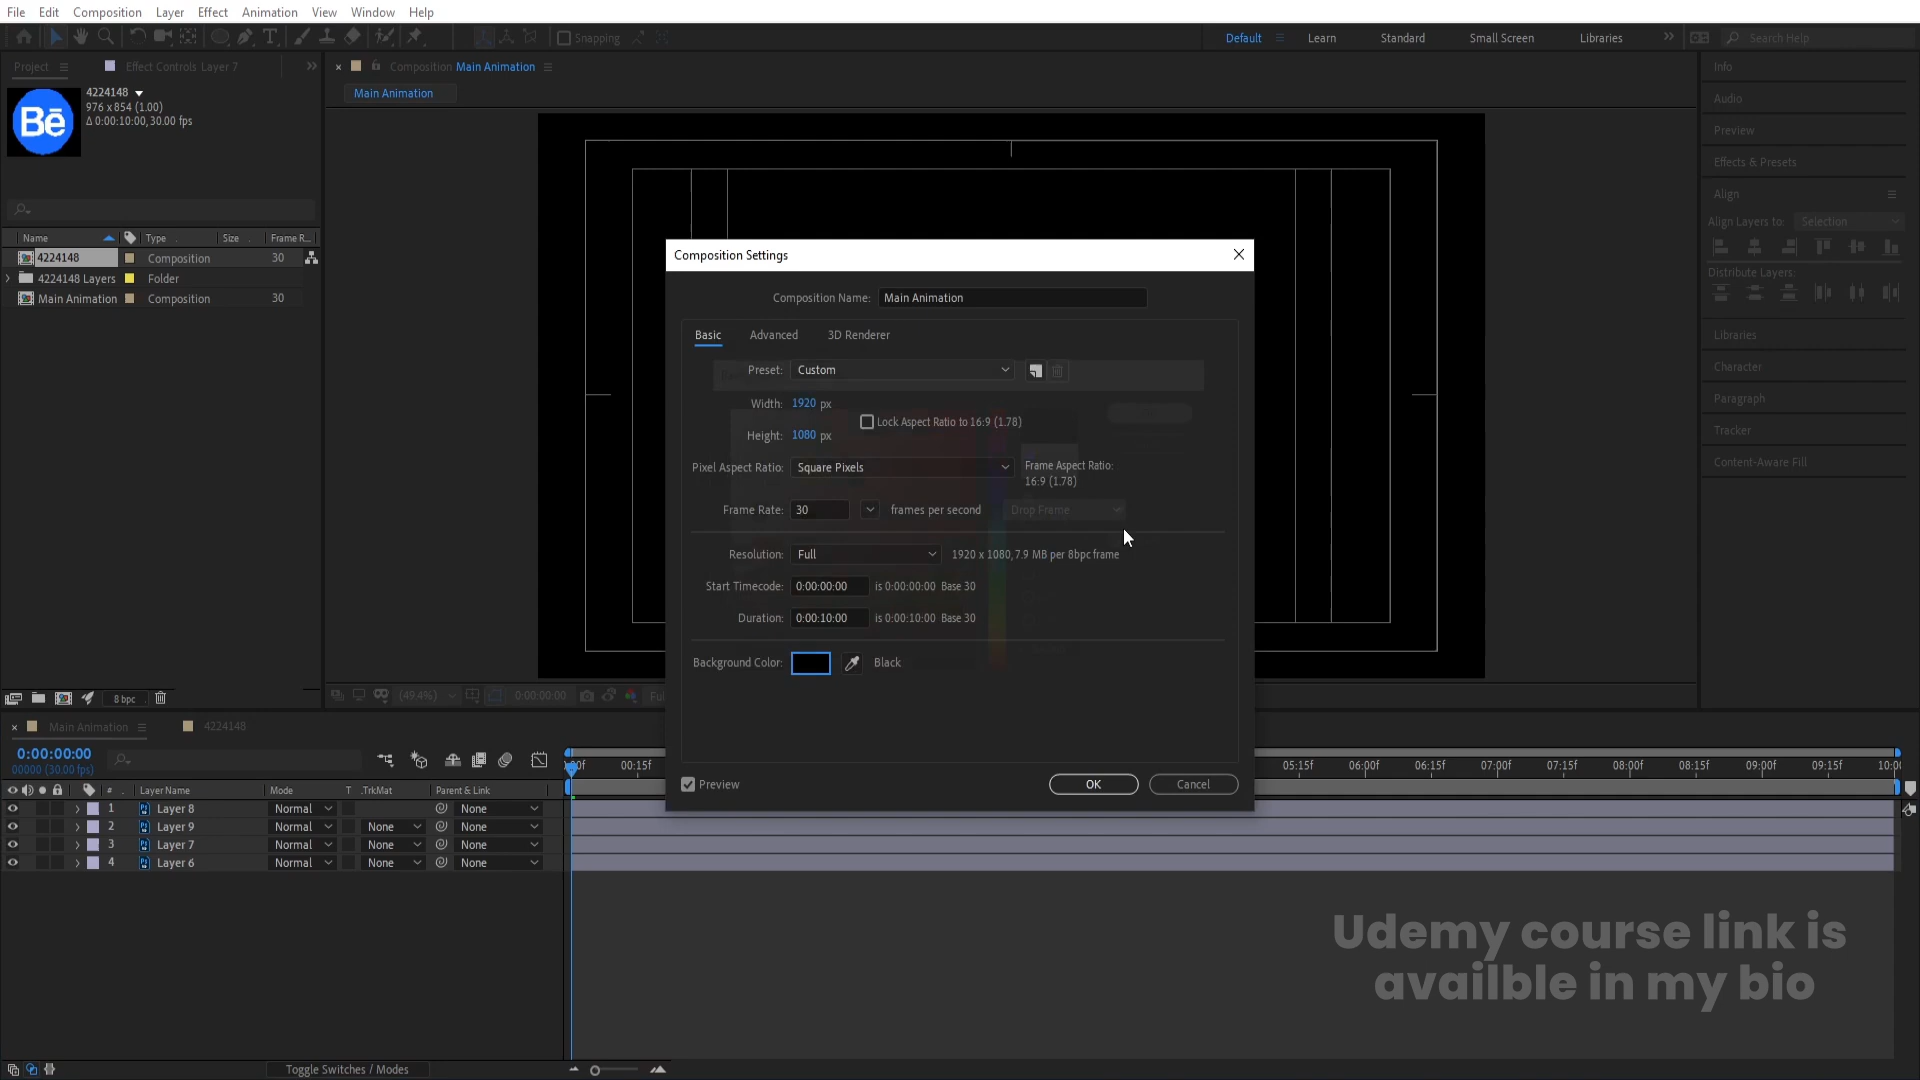 File Edit Composition Layer Effect Animation View Window Help
Snapping
Default Learn Standard Small Screen Libraries Search Help
Project Effect Controls Layer 7 Composition Main Animation
Main Animation
4224148
976 x 854 (1.00)
Δ 0:00:10:00, 30.00 fps
Bē
Name Type Size Frame R...
4224148 Composition 30
4224148 Layers Folder
Main Animation Composition 30
8 bpc
Composition Settings
Composition Name: Main Animation
Basic Advanced 3D Renderer
Preset: Custom
Width: 1920 px
Lock Aspect Ratio to 16:9 (1.78)
Height: 1080 px
Pixel Aspect Ratio: Square Pixels Frame Aspect Ratio:
16:9 (1.78)
Frame Rate: 30 frames per second Drop Frame
Resolution: Full 1920 x 1080, 7.9 MB per 8bpc frame
Start Timecode: 0:00:00:00 is 0:00:00:00 Base 30
Duration: 0:00:10:00 is 0:00:10:00 Base 30
Background Color: Black
Preview OK Cancel
Info
Audio
Preview
Effects & Presets
Align
Align Layers to: Selection
Distribute Layers:
Libraries
Character
Paragraph
Tracker
Content-Aware Fill
(49.4%) 0:00:00:00
Main Animation 4224148
0:00:00:00
00000 (30.00 fps)
00:15f 05:15f 06:00f 06:15f 07:00f 07:15f 08:00f 08:15f 09:00f 09:15f
# Layer Name Mode T .TrkMat Parent & Link
1 Layer 8 Normal None
2 Layer 9 Normal None None
3 Layer 7 Normal None None
4 Layer 6 Normal None None
Udemy course link is
availble in my bio
Toggle Switches / Modes